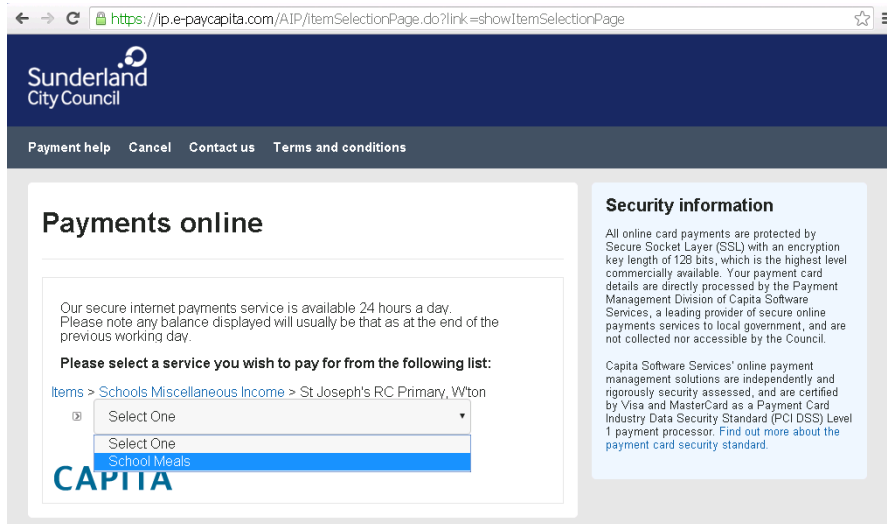 https://ip.e-paycapita.com/AIP/itemSelectionPage.do?link=showItemSelectionPage
Sunderland
City Council
Payment help Cancel Contact us Terms and conditions
Payments online
Our secure internet payments service is available 24 hours a day.
Please note any balance displayed will usually be that as at the end of the
previous working day.
Please select a service you wish to pay for from the following list:
Items > Schools Miscellaneous Income > St Joseph's RC Primary, W'ton
Select One
Select One
School Meals
CAPITA
Security information
All online card payments are protected by
Secure Socket Layer (SSL) with an encryption
key length of 128 bits, which is the highest level
commercially available. Your payment card
details are directly processed by the Payment
Management Division of Capita Software
Services, a leading provider of secure online
payments services to local government, and are
not collected nor accessible by the Council.
Capita Software Services' online payment
management solutions are independently and
rigorously security assessed, and are certified
by Visa and MasterCard as a Payment Card
Industry Data Security Standard (PCI DSS) Level
1 payment processor. Find out more about the
payment card security standard.